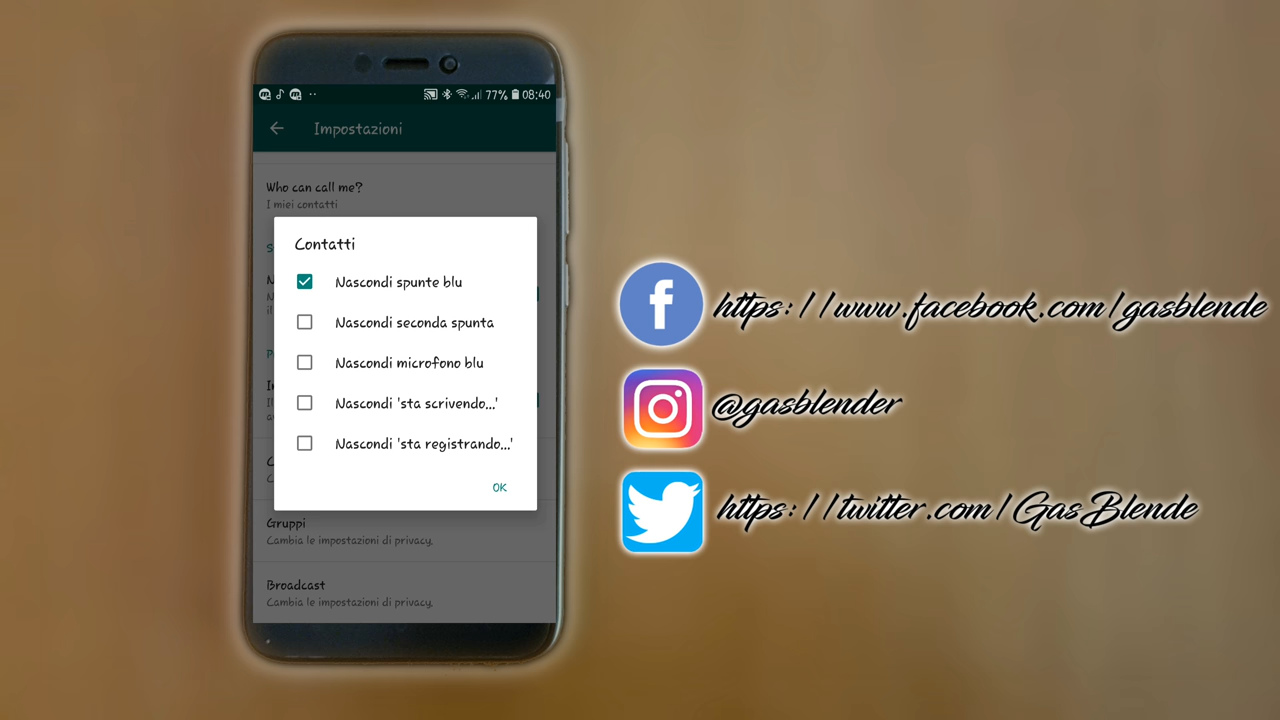 77% 08:40
Impostazioni
Who can call me?
I miei contatti
Contatti
Nascondi spunte blu
Nascondi seconda spunta
Nascondi microfono blu
Nascondi 'sta scrivendo...'
Nascondi 'sta registrando...'
OK
Gruppi
Cambia le impostazioni di privacy.
Broadcast
Cambia le impostazioni di privacy.
https://www.facebook.com/gasblende
@gasblender
https://twitter.com/GasBlende